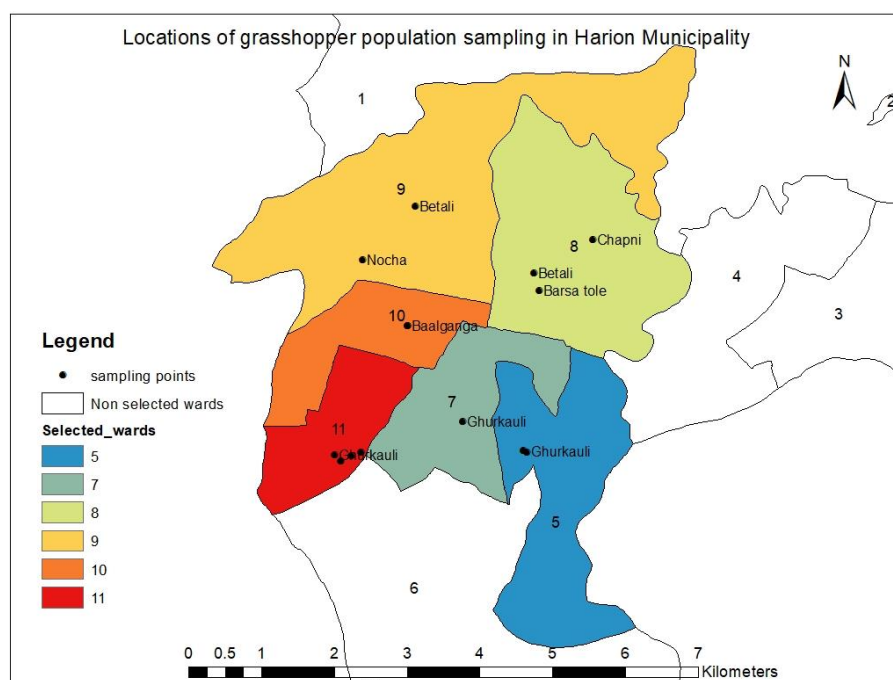 Locations of grasshopper population sampling in Harion Municipality
N
1
2
9
Betali
8
Chapni
Nocha
Betali
4
Barsa tole
3
10
Baalganga
Legend
sampling points
Non selected wards
Selected_wards
5
7
8
9
10
11
7
Ghurkauli
11
Ghurkauli
Ghurkauli
5
6
0 0.5 1 2 3 4 5 6 7
Kilometers